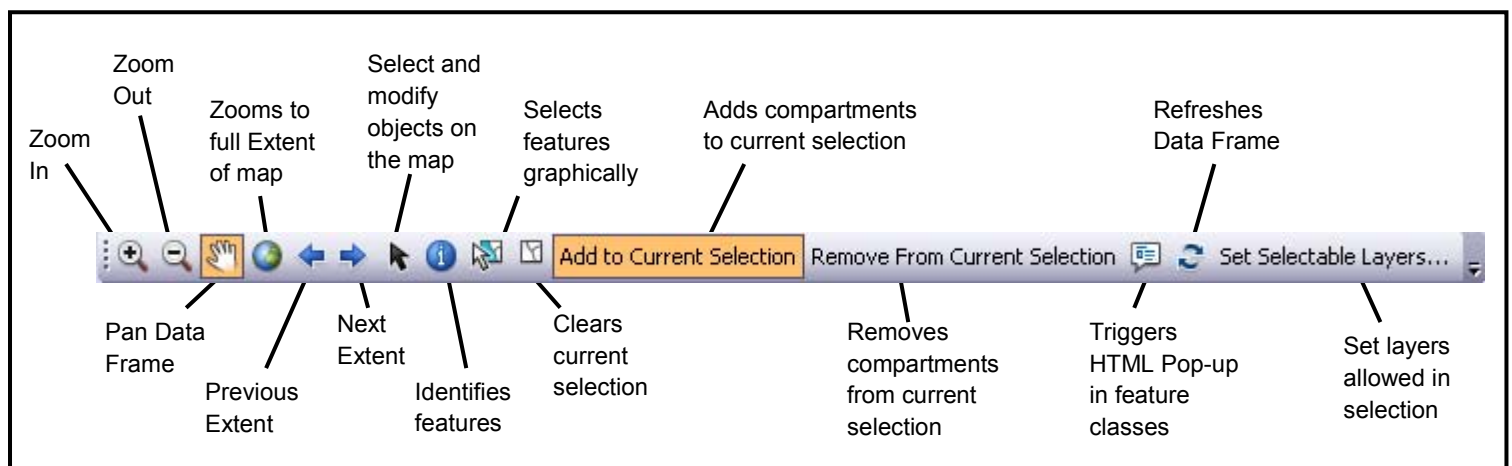 Zoom
In
Zoom
Out
Zooms to
full Extent
of map
Select and
modify
objects on
the map
Selects
features
graphically
Adds compartments
to current selection
Refreshes
Data Frame
Add to Current Selection Remove From Current Selection Set Selectable Layers...
Pan Data
Frame
Previous
Extent
Next
Extent
Identifies
features
Clears
current
selection
Removes
compartments
from current
selection
Triggers
HTML Pop-up
in feature
classes
Set layers
allowed in
selection